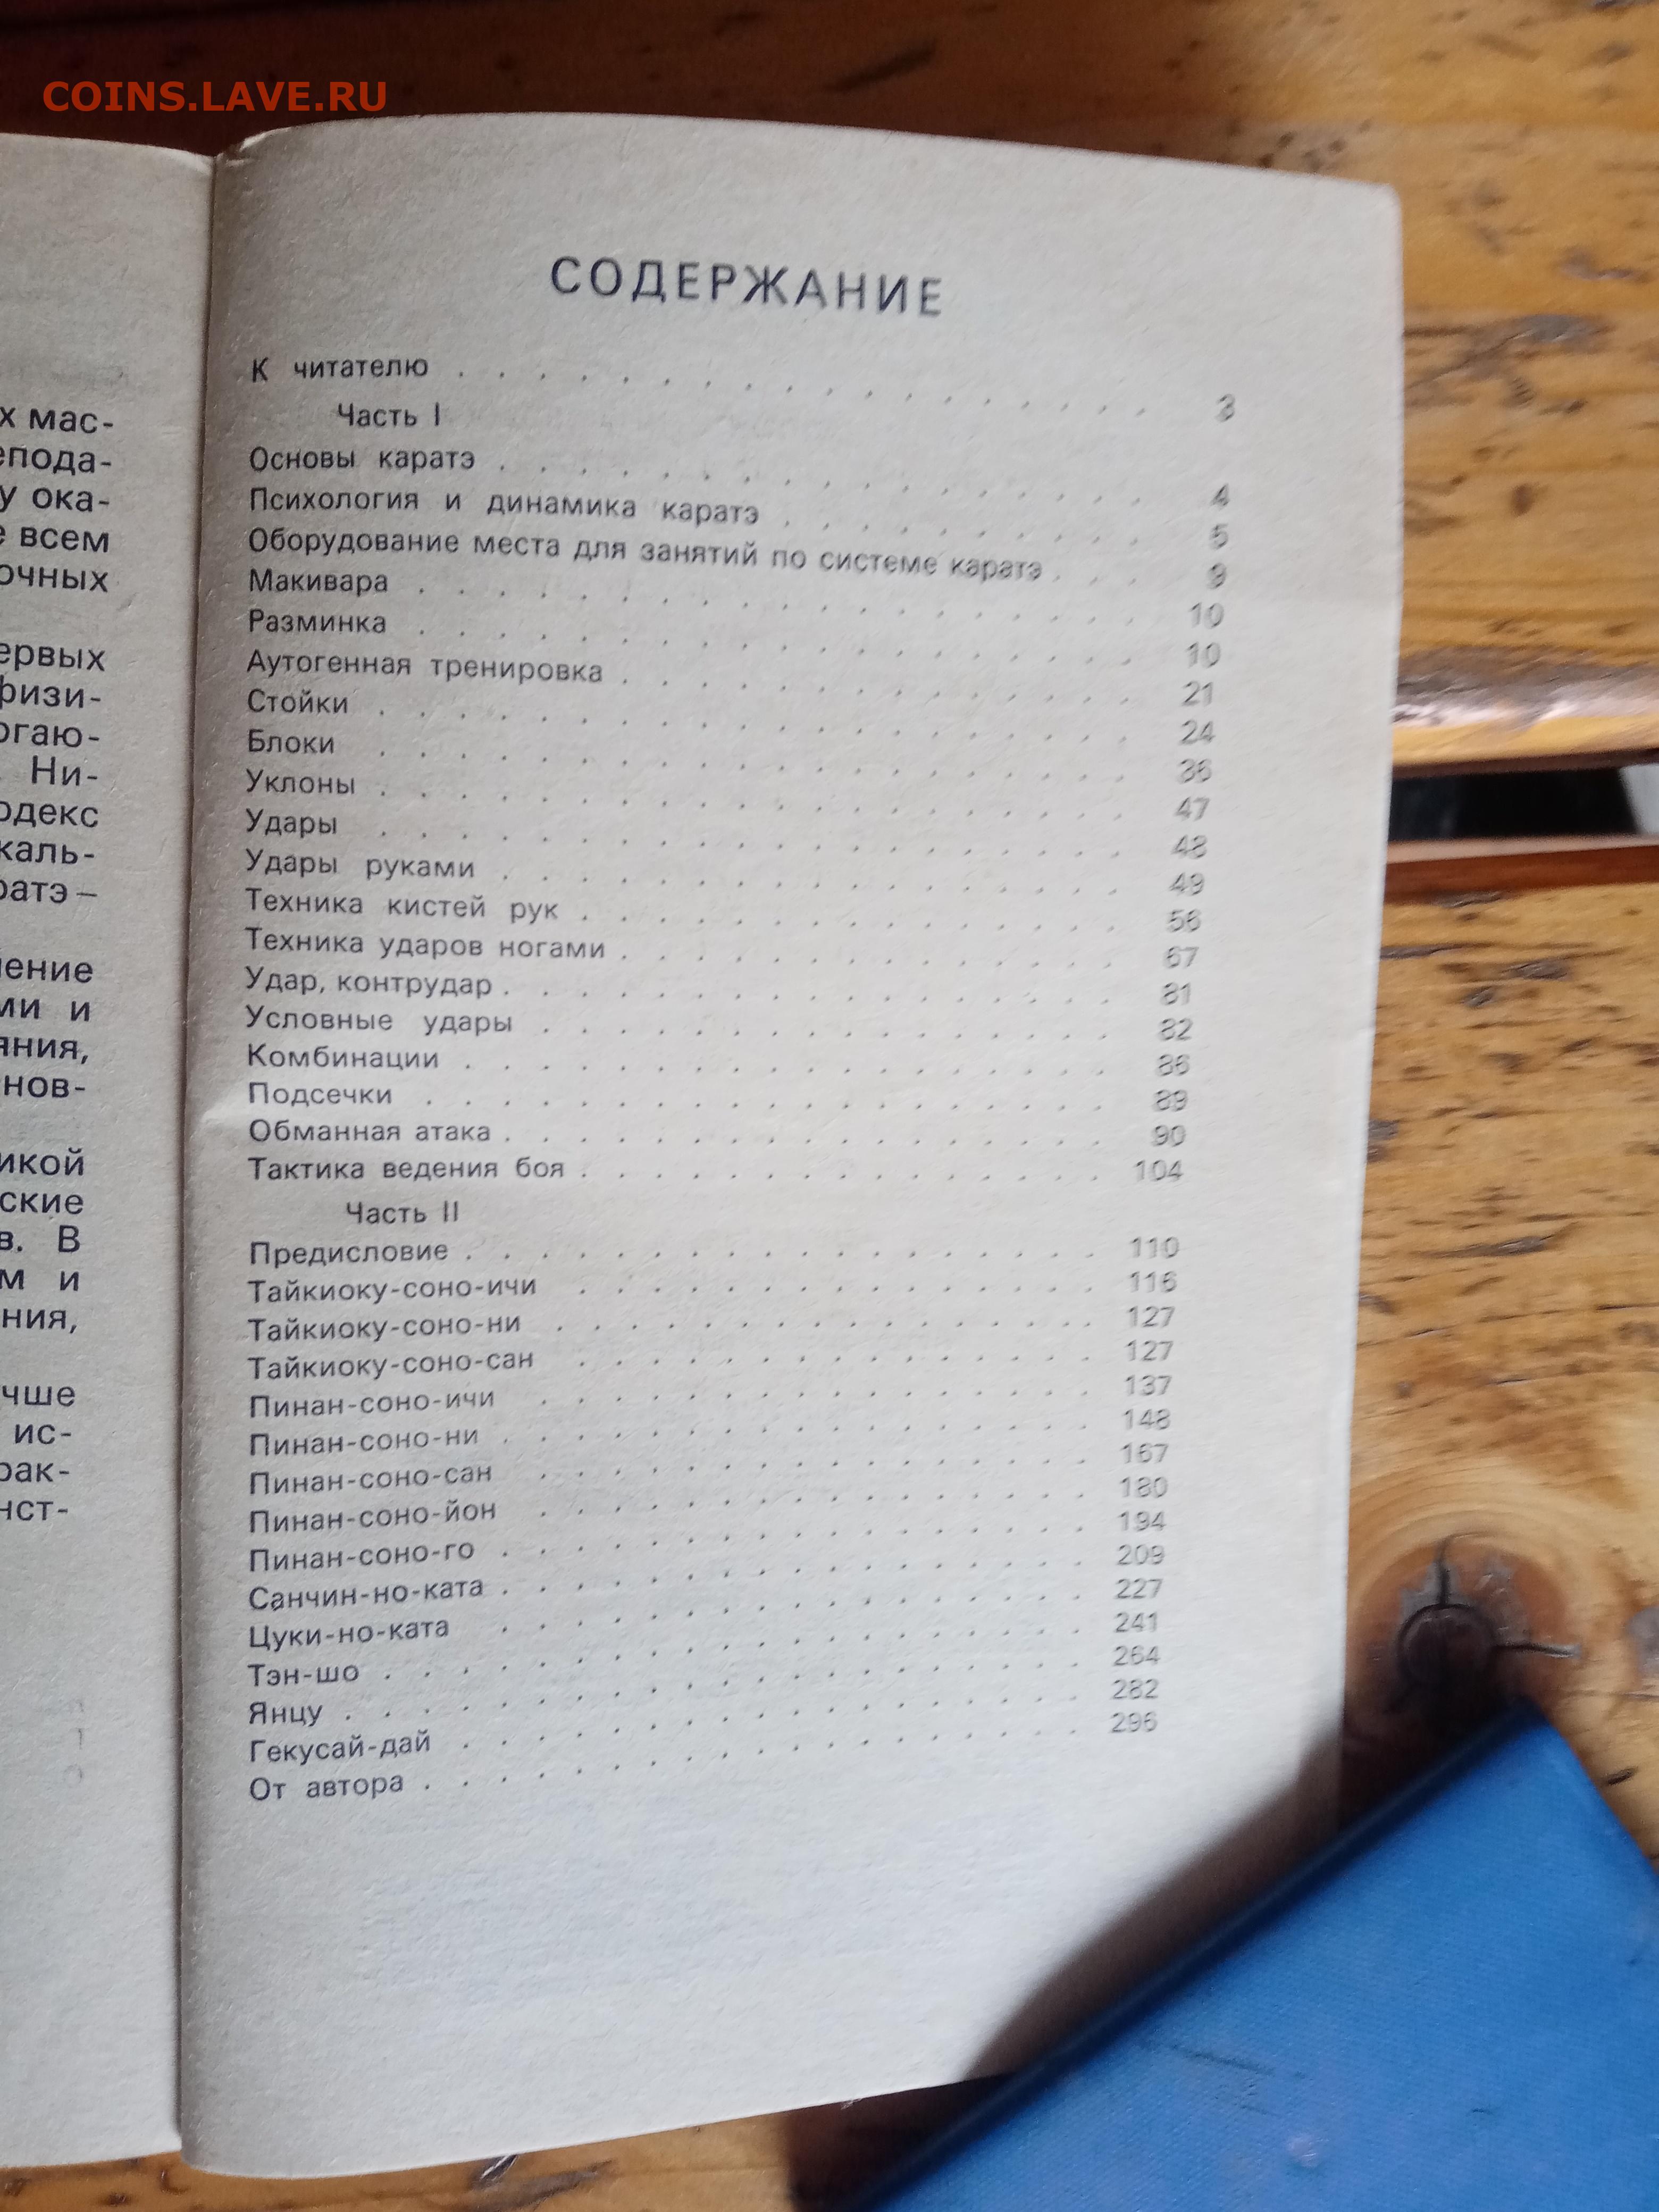 COINS.LAVE.RU
х мас-
епода-
у ока-
е всем
очных
ервых
физи-
огаю-
Ни-
одекс
каль-
ратэ –
ление
ми и
яния,
нов-
икой
ские
в. В
м и
ния,
учше
ис-
рак-
нст-
СОДЕРЖАНИЕ
К читателю . . . . . . . . . . . . . . . . . . 3
Часть I
Основы каратэ . . . . . . . . . . . . . . . . . 4
Психология и динамика каратэ . . . . . . . . . 5
Оборудование места для занятий по системе каратэ . . . 9
Макивара . . . . . . . . . . . . . . . . . . 10
Разминка . . . . . . . . . . . . . . . . . . 10
Аутогенная тренировка . . . . . . . . . . . . . 21
Стойки . . . . . . . . . . . . . . . . . . . 24
Блоки . . . . . . . . . . . . . . . . . . . 36
Уклоны . . . . . . . . . . . . . . . . . . . 47
Удары . . . . . . . . . . . . . . . . . . . 48
Удары руками . . . . . . . . . . . . . . . . 49
Техника кистей рук . . . . . . . . . . . . . . 56
Техника ударов ногами . . . . . . . . . . . . . 67
Удар, контрудар . . . . . . . . . . . . . . . . 81
Условные удары . . . . . . . . . . . . . . . 82
Комбинации . . . . . . . . . . . . . . . . . 86
Подсечки . . . . . . . . . . . . . . . . . . 89
Обманная атака . . . . . . . . . . . . . . . . 90
Тактика ведения боя . . . . . . . . . . . . . . 104
Часть II
Предисловие . . . . . . . . . . . . . . . . . 110
Тайкиоку-соно-ичи . . . . . . . . . . . . . . 116
Тайкиоку-соно-ни . . . . . . . . . . . . . . . 127
Тайкиоку-соно-сан . . . . . . . . . . . . . . 127
Пинан-соно-ичи . . . . . . . . . . . . . . . 137
Пинан-соно-ни . . . . . . . . . . . . . . . . 148
Пинан-соно-сан . . . . . . . . . . . . . . . 167
Пинан-соно-йон . . . . . . . . . . . . . . . 180
Пинан-соно-го . . . . . . . . . . . . . . . . 194
Санчин-но-ката . . . . . . . . . . . . . . . . 209
Цуки-но-ката . . . . . . . . . . . . . . . . 227
Тэн-шо . . . . . . . . . . . . . . . . . . . 241
Янцу . . . . . . . . . . . . . . . . . . . . 264
Гекусай-дай . . . . . . . . . . . . . . . . . 282
От автора . . . . . . . . . . . . . . . . . . 296